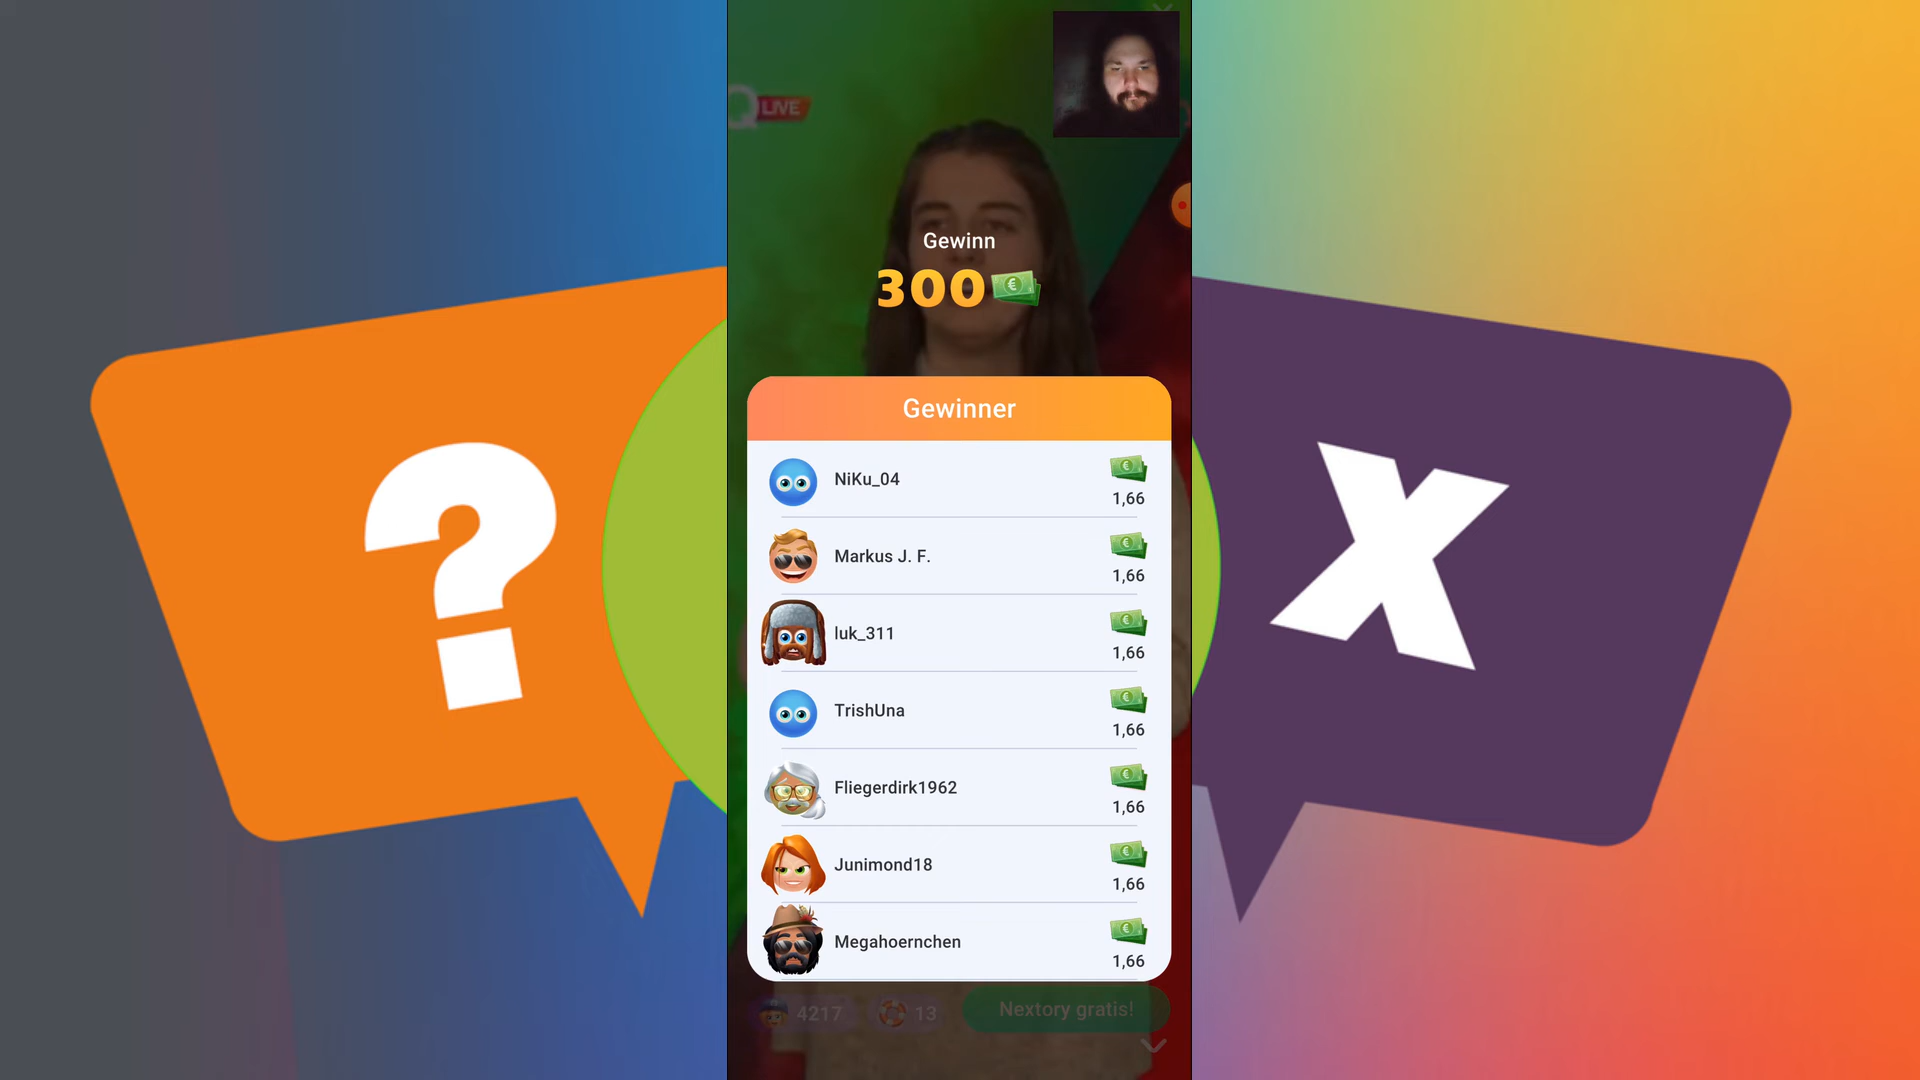 Q LIVE
Gewinn
300
Gewinner
NiKu_04
1,66
Markus J. F.
1,66
luk_311
1,66
TrishUna
1,66
Fliegerdirk1962
1,66
Junimond18
1,66
Megahoernchen
1,66
4217 13 Nextory gratis!
? X